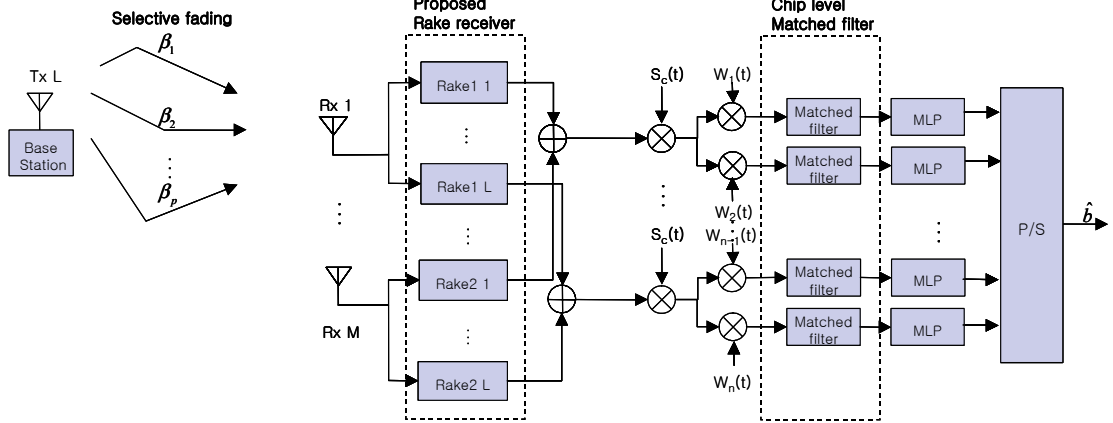 Selective fading
Proposed
Rake receiver
Chip level
Matched filter
β1
Tx L
β2
⋮
βp
Base
Station
Rx 1
⋮
Rx M
Rake1 1
⋮
Rake1 L
⋮
Rake2 1
⋮
Rake2 L
Sc(t)
⋮
Sc(t)
W1(t)
W2(t)
⋮
Wn-1(t)
Wn(t)
Matched
filter
Matched
filter
Matched
filter
Matched
filter
MLP
MLP
⋮
MLP
MLP
P/S
b̂